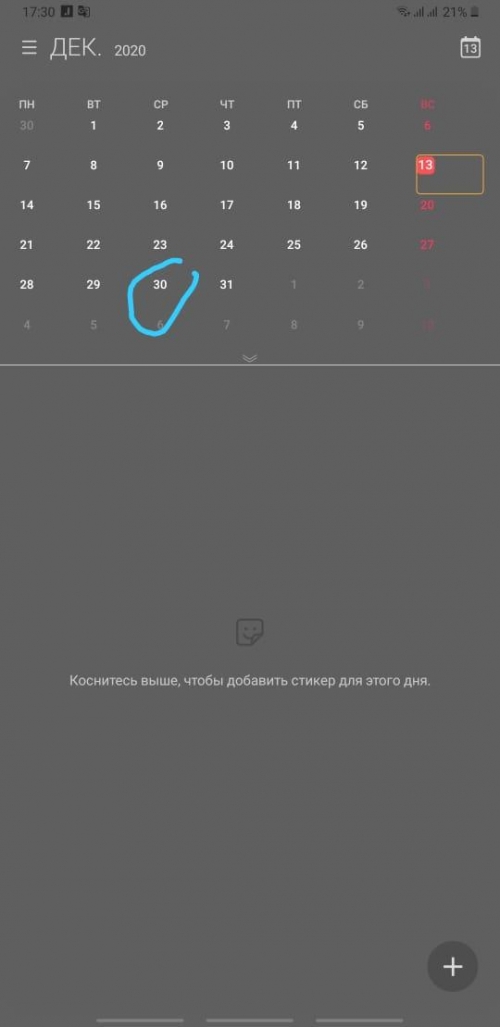 17:30 21%
ДЕК. 2020 13
ПН ВТ СР ЧТ ПТ СБ ВС
30 1 2 3 4 5 6
7 8 9 10 11 12 13
14 15 16 17 18 19 20
21 22 23 24 25 26 27
28 29 30 31 1 2 3
4 5 6 7 8 9 10
Коснитесь выше, чтобы добавить стикер для этого дня.